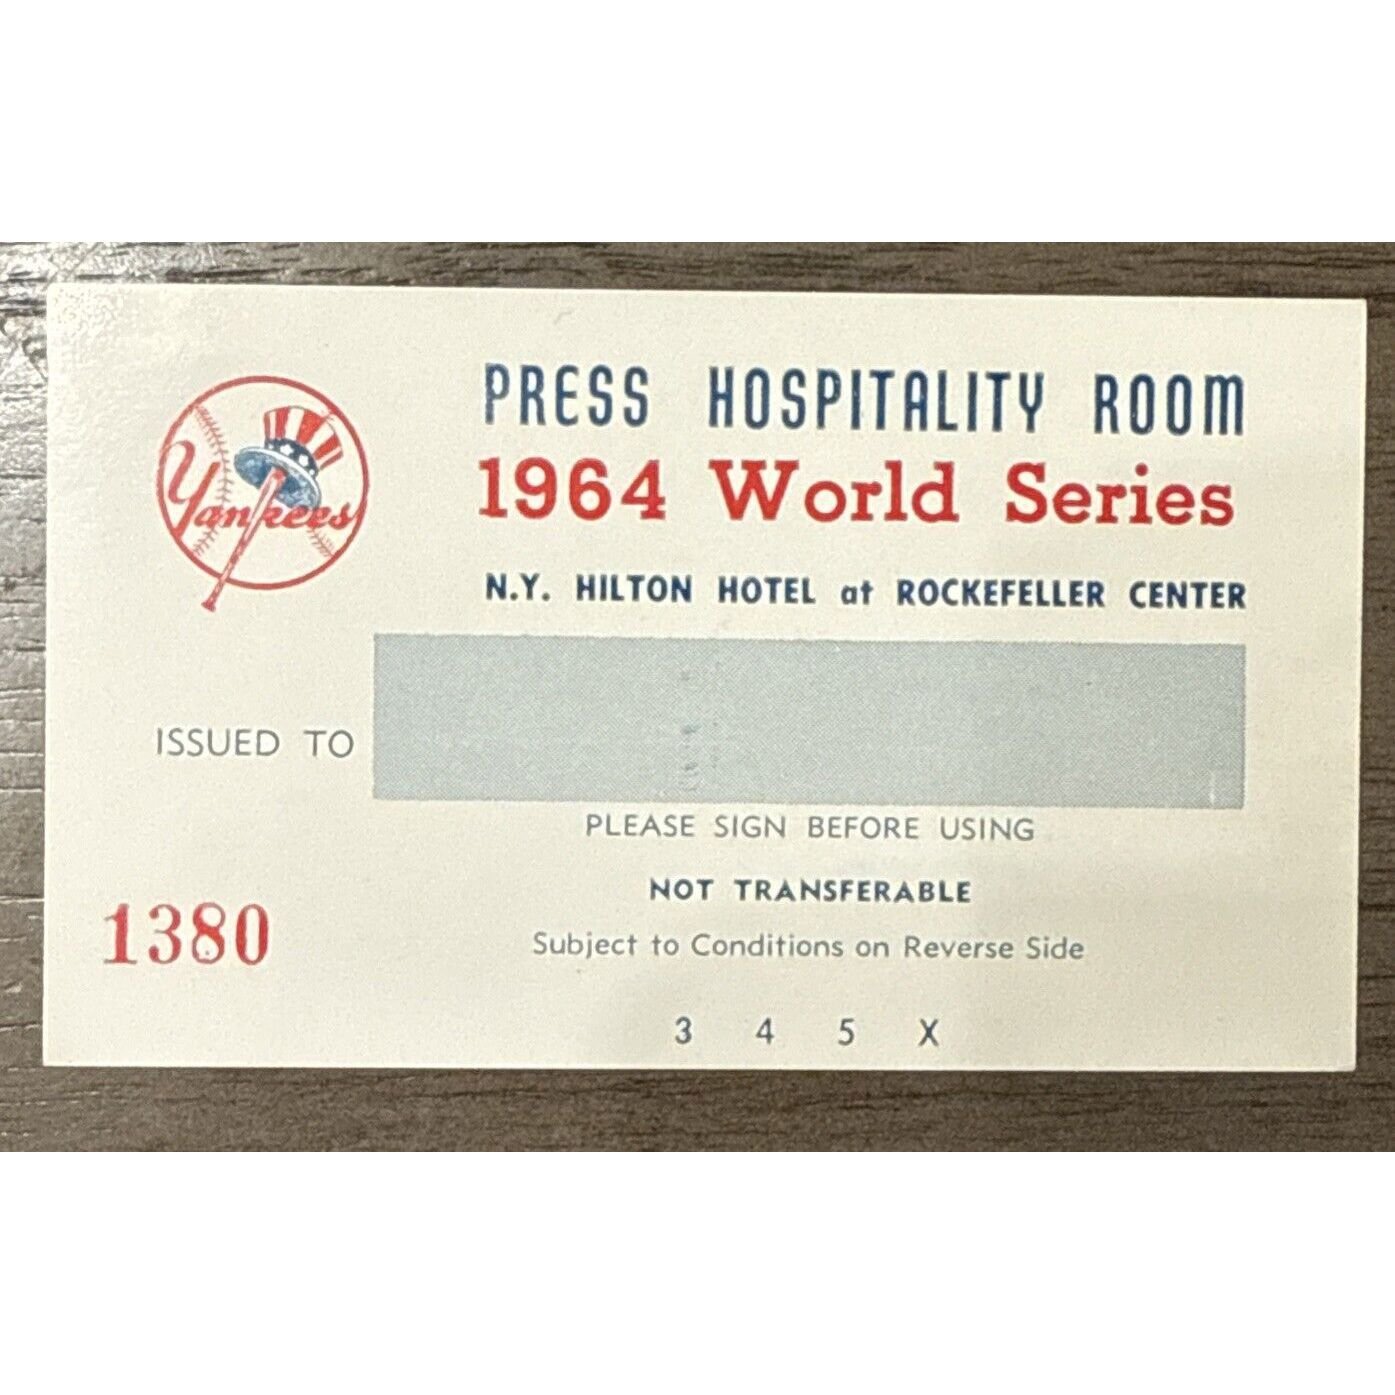 PRESS HOSPITALITY ROOM
Yankees
1964 World Series
N.Y. HILTON HOTEL at ROCKEFELLER CENTER
ISSUED TO
PLEASE SIGN BEFORE USING
NOT TRANSFERABLE
1380
Subject to Conditions on Reverse Side
3 4 5 X